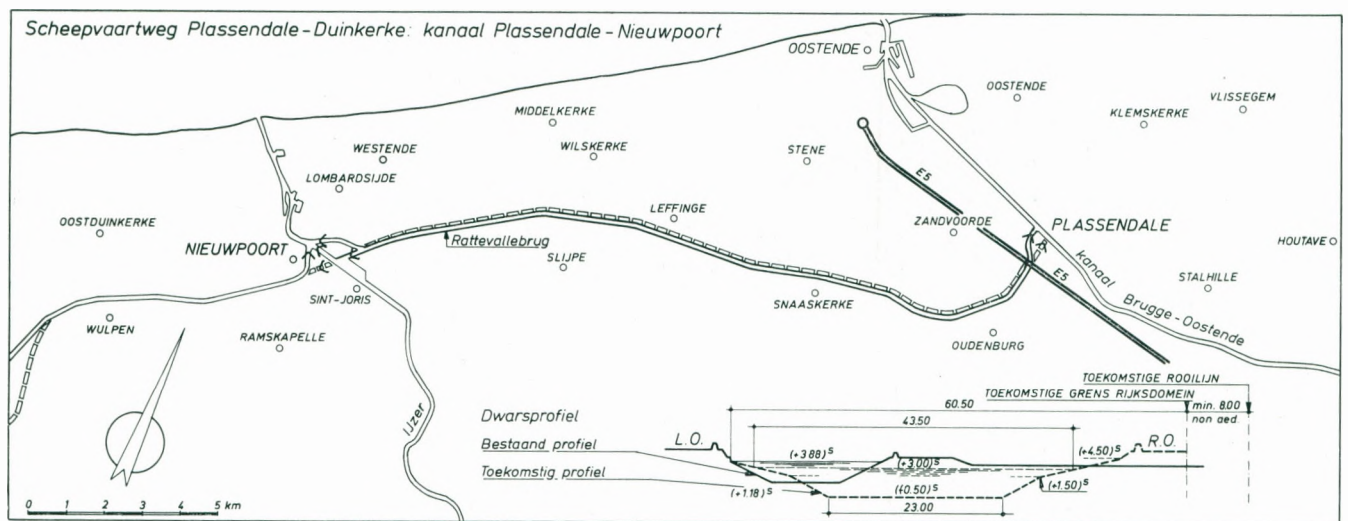 Scheepvaartweg Plassendale-Duinkerke: kanaal Plassendale-Nieuwpoort
OOSTENDE
OOSTENDE
VLISSEGEM
KLEMSKERKE
MIDDELKERKE
WESTENDE
WILSKERKE
STENE
LOMBARDSIJDE
E5
OOSTDUINKERKE
LEFFINGE
ZANDVOORDE
PLASSENDALE
NIEUWPOORT
Rattevallebrug
HOUTAVE
SLIJPE
E5
STALHILLE
SINT-JORIS
SNAASKERKE
kanaal Brugge-Oostende
WULPEN
RAMSKAPELLE
OUDENBURG
IJzer
TOEKOMSTIGE ROOILIJN
TOEKOMSTIGE GRENS RIJKSDOMEIN
60.50
min. 8.00
non aed.
Dwarsprofiel
43.50
Bestaand profiel
L.O.
R.O.
(+3.88)S
(+3.00)S
(+4.50)S
Toekomstig profiel
(+1.18)S
(+0.50)S
(+1.50)S
23.00
0 1 2 3 4 5 km